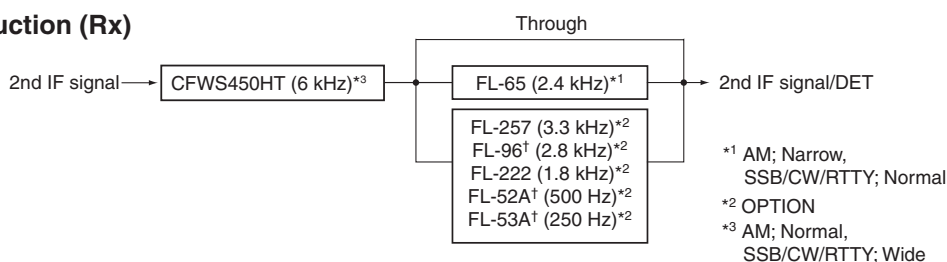 uction (Rx)
Through
2nd IF signal
CFWS450HT (6 kHz)*3
FL-65 (2.4 kHz)*1
2nd IF signal/DET
FL-257 (3.3 kHz)*2
FL-96† (2.8 kHz)*2
FL-222 (1.8 kHz)*2
FL-52A† (500 Hz)*2
FL-53A† (250 Hz)*2
*1 AM; Narrow,
SSB/CW/RTTY; Normal
*2 OPTION
*3 AM; Normal,
SSB/CW/RTTY; Wide